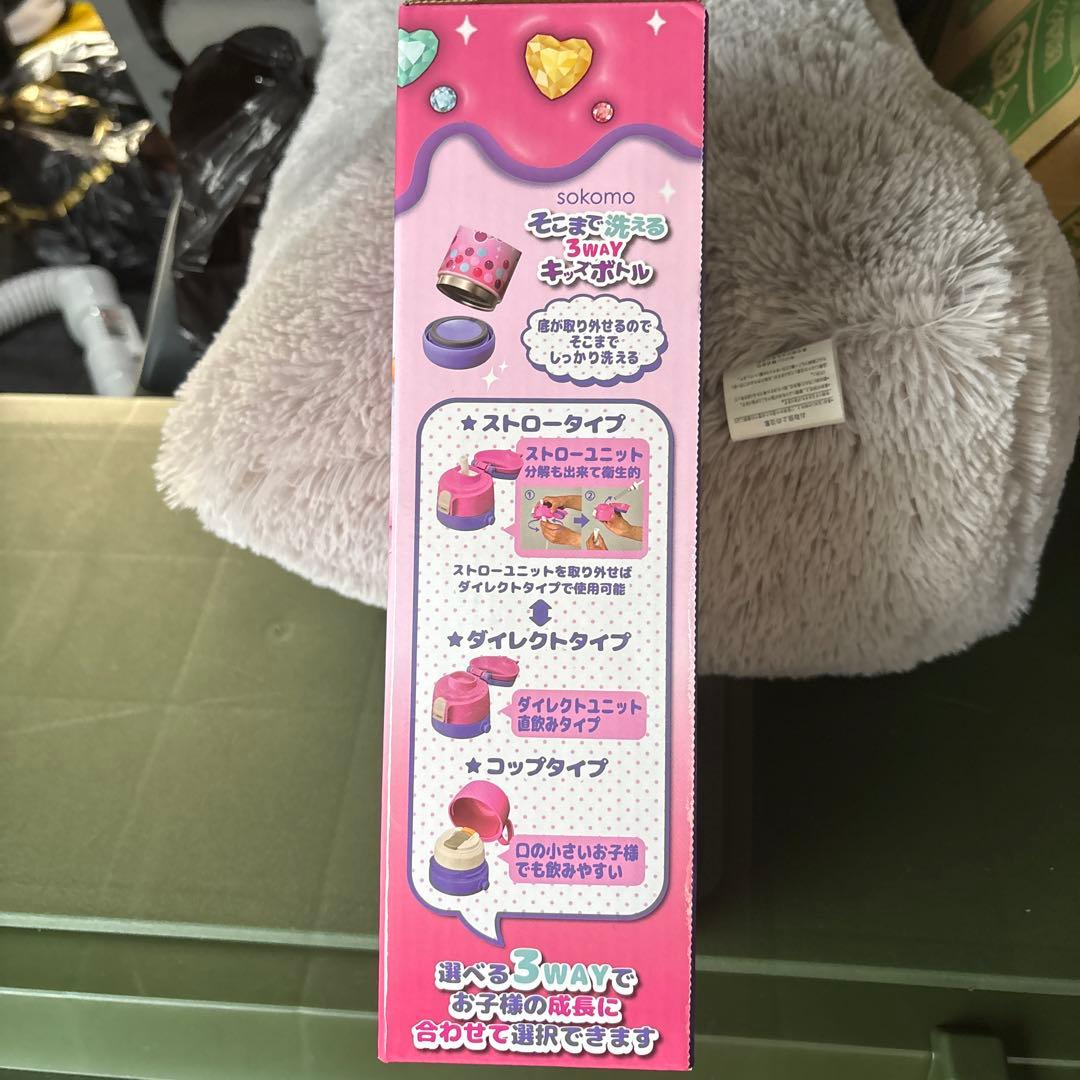 sokomo
そこまで洗える
3WAY
キッズボトル
底が取り外せるので
そこまで
しっかり洗える
★ストロータイプ
ストローユニット
分解も出来て衛生的
① ②
ストローユニットを取り外せば
ダイレクトタイプで使用可能
★ダイレクトタイプ
ダイレクトユニット
直飲みタイプ
★コップタイプ
口の小さいお子様
でも飲みやすい
選べる3WAYで
お子様の成長に
合わせて選択できます